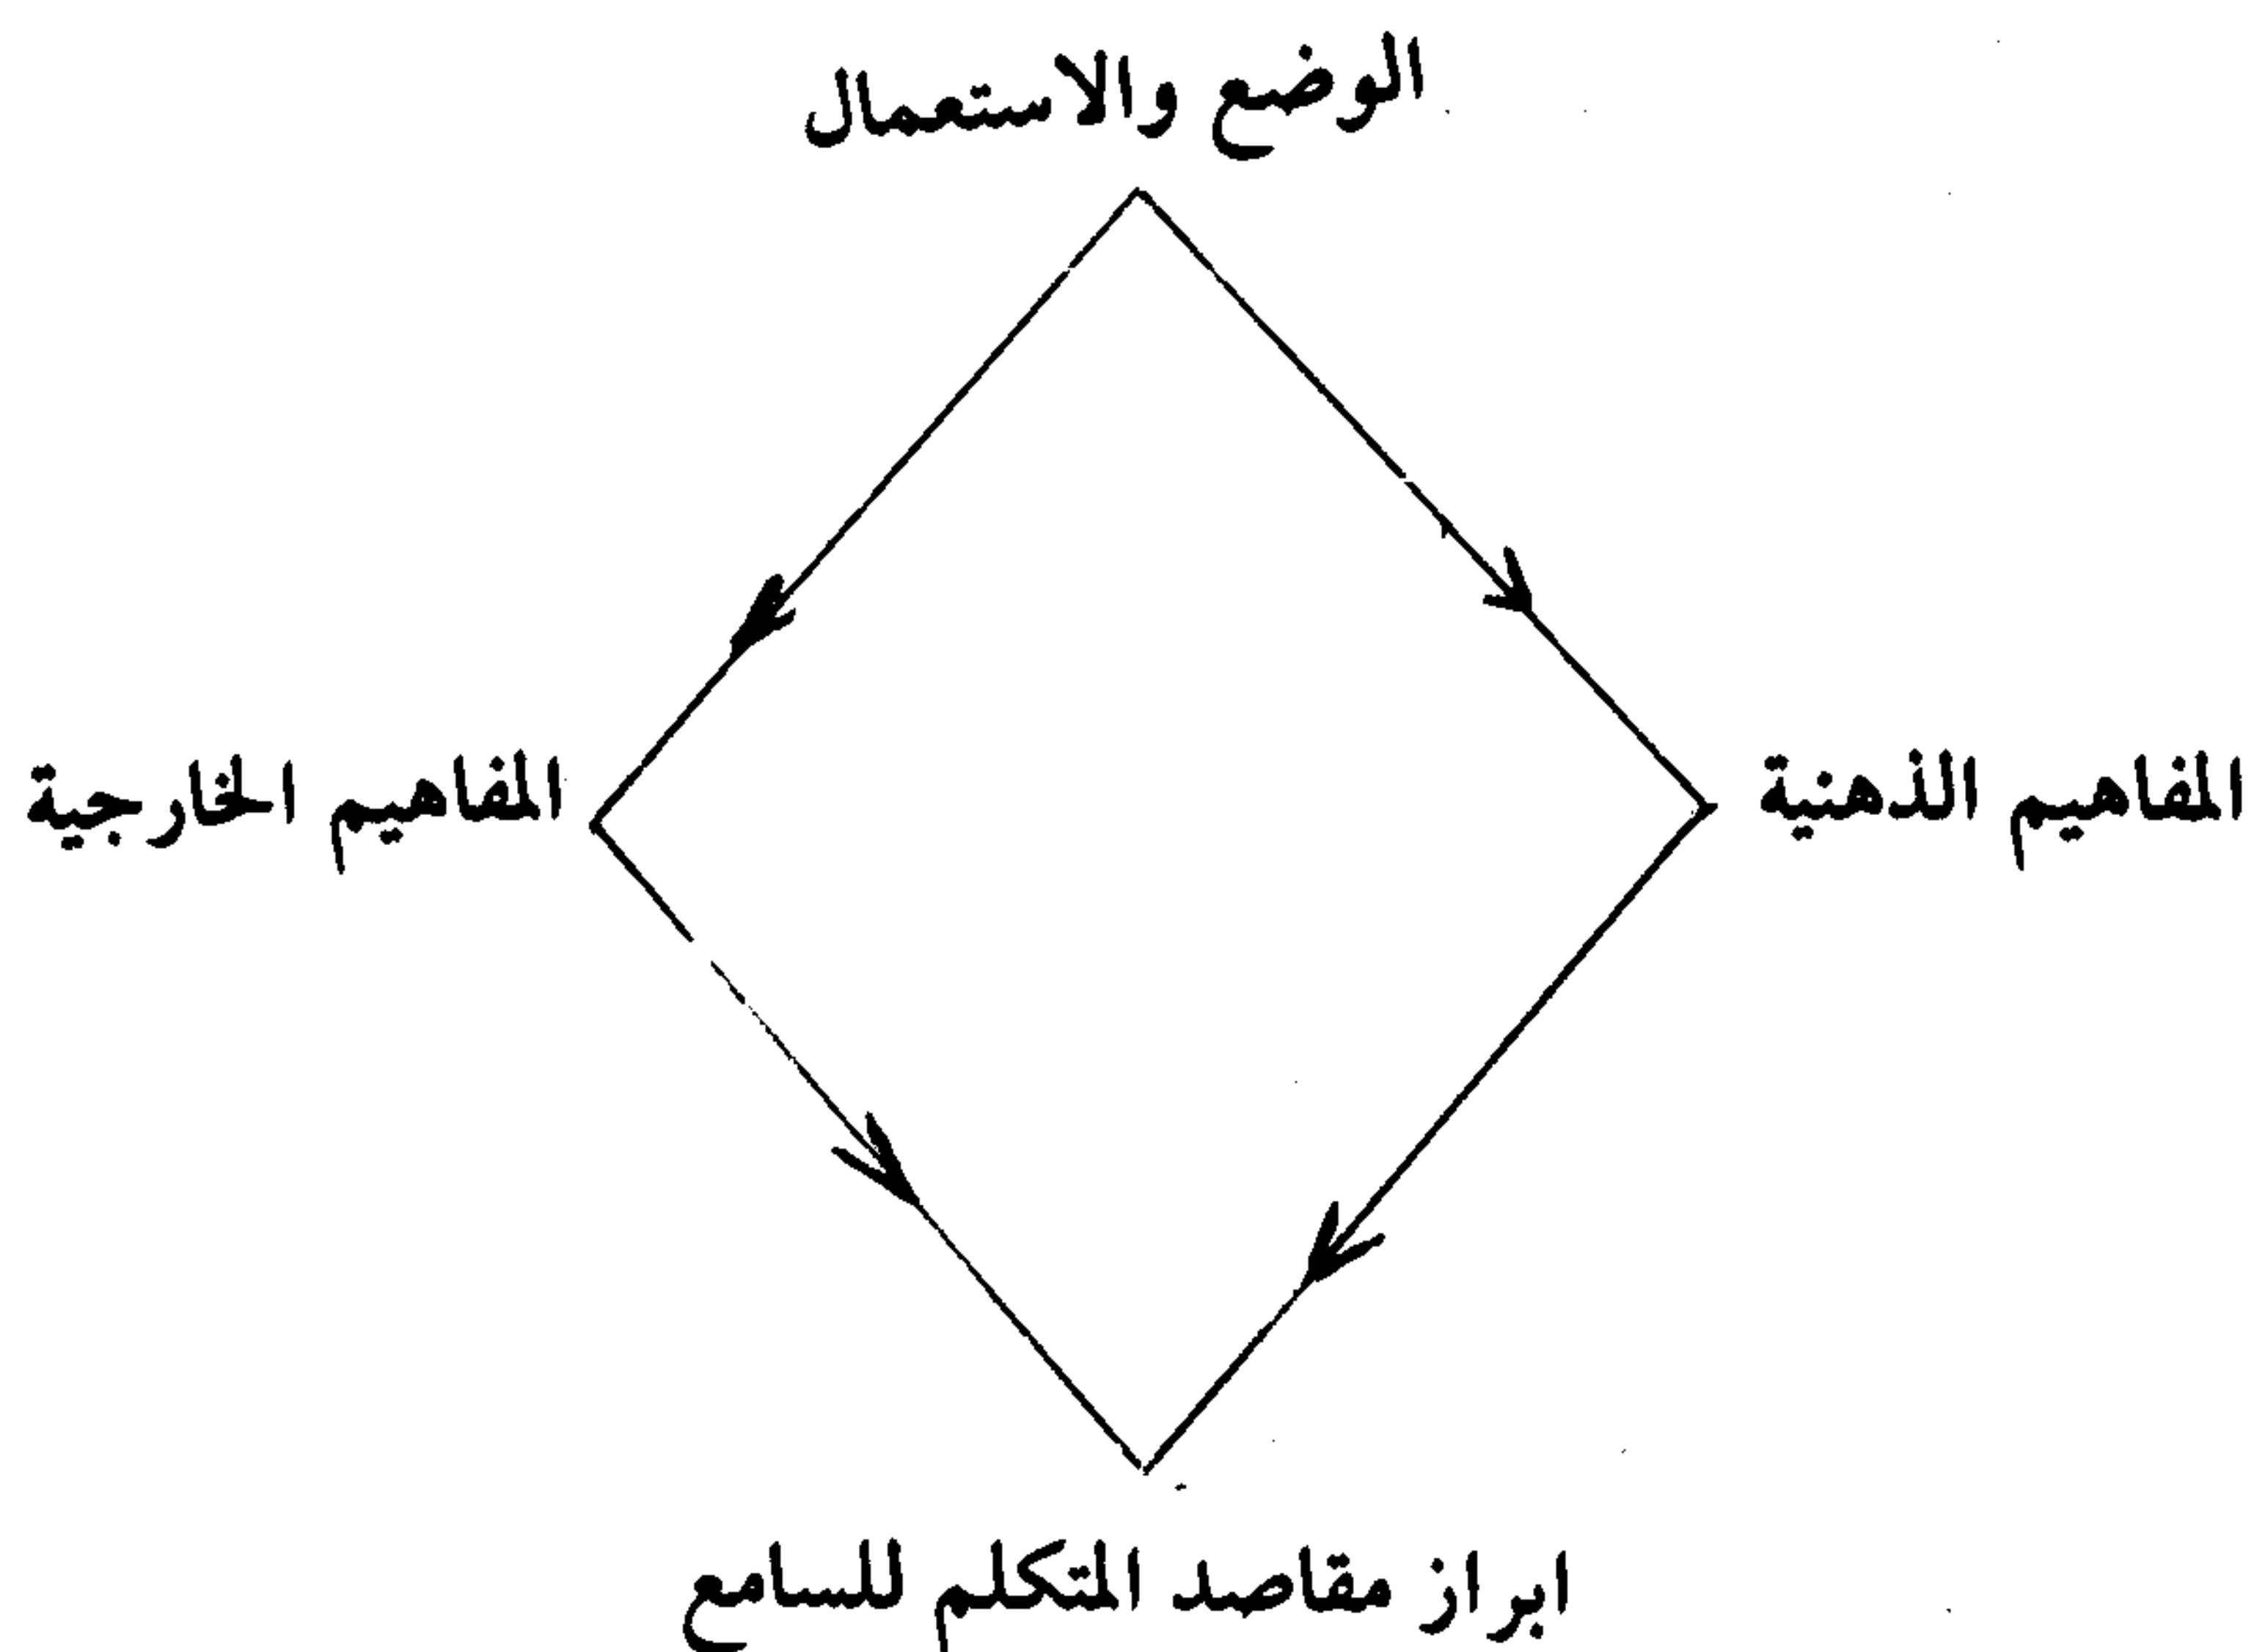 الوضع والاستعمال
المفاهيم الذهنية
المفاهيم الخارجية
ابراز مقاصد المتكلم للسامع